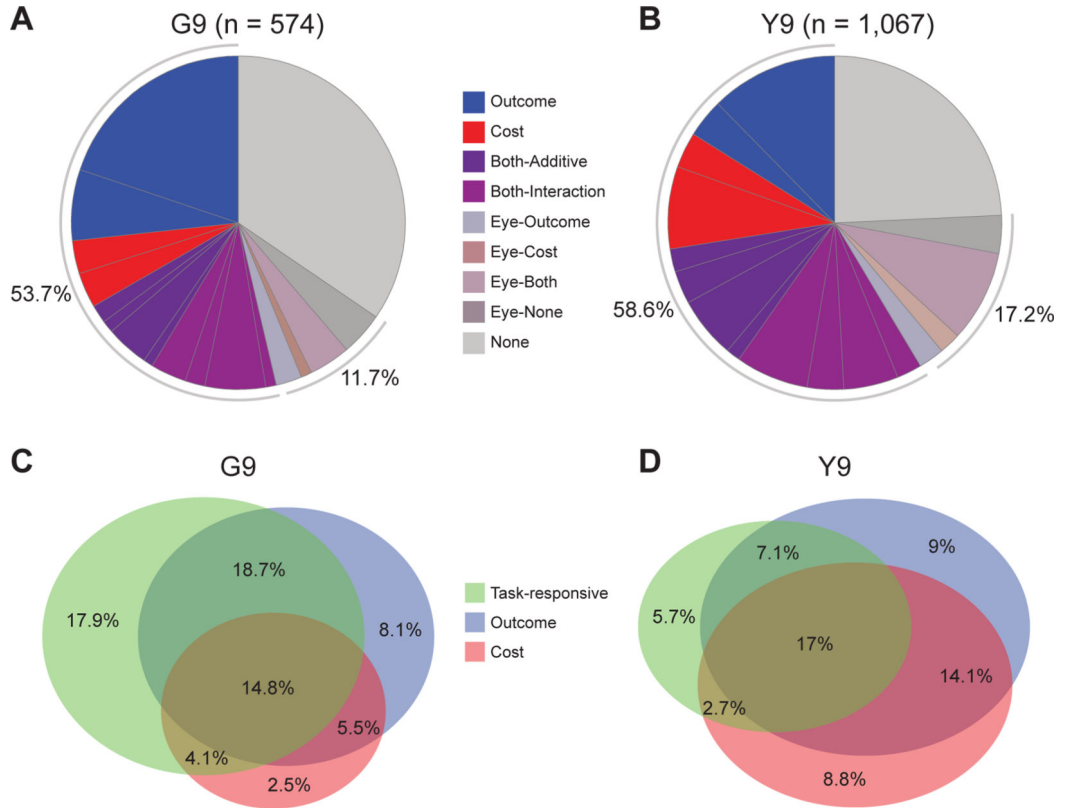 A
G9 (n = 574)
B
Y9 (n = 1,067)
Outcome
Cost
Both-Additive
Both-Interaction
Eye-Outcome
Eye-Cost
Eye-Both
Eye-None
None
53.7%
11.7%
58.6%
17.2%
C
G9
D
Y9
18.7%
17.9%
8.1%
14.8%
5.5%
4.1%
2.5%
Task-responsive
Outcome
Cost
7.1%
9%
5.7%
17%
14.1%
2.7%
8.8%